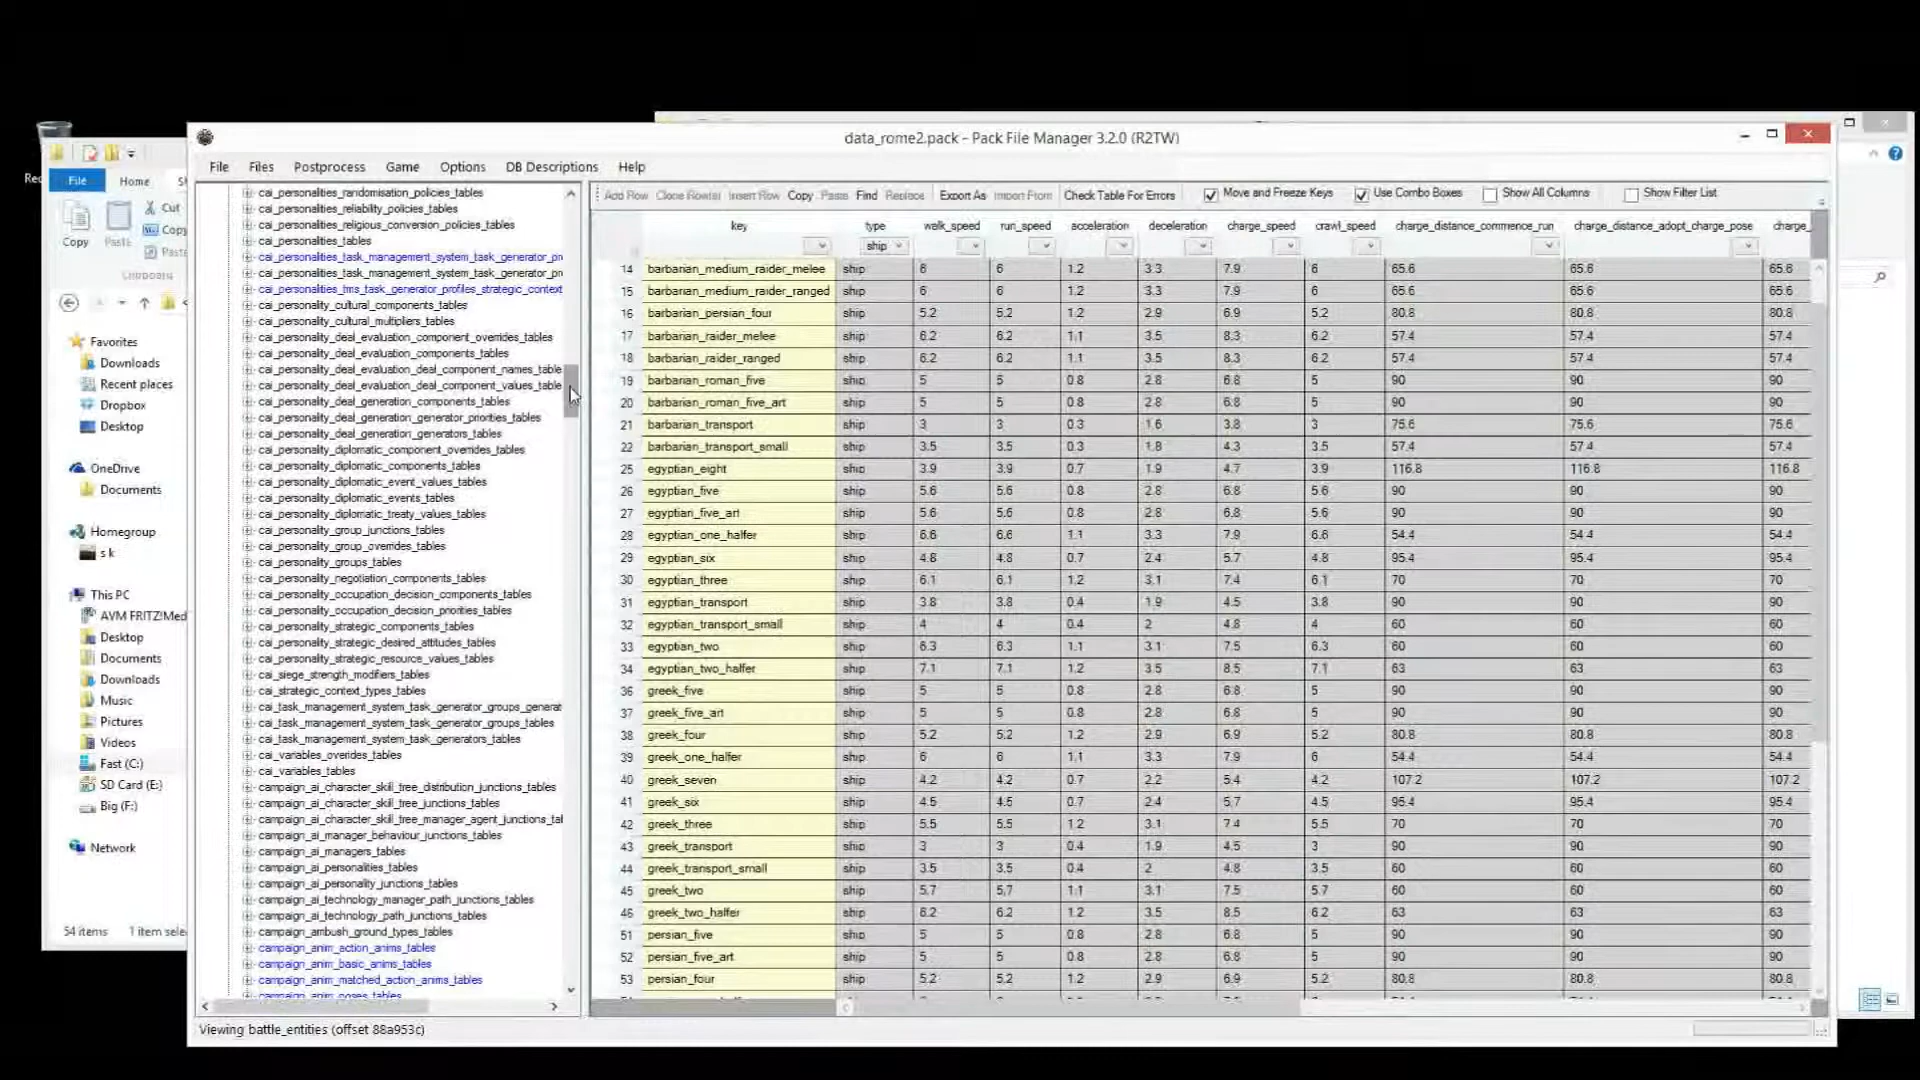 data_rome2.pack - Pack File Manager 3.2.0 (R2TW)
File Files Postprocess Game Options DB Descriptions Help
File Home
Cut
Copy
Copy Paste
Clipboard
Favorites
Downloads
Recent places
Dropbox
Desktop
OneDrive
Documents
Homegroup
s k
This PC
AVM FRITZ!Med
Desktop
Documents
Downloads
Music
Pictures
Videos
Fast (C:)
SD Card (E:)
Big (F:)
Network
54 items 1 item sele
cai_personalities_randomisation_policies_tables
cai_personalities_reliability_policies_tables
cai_personalities_religious_conversion_policies_tables
cai_personalities_tables
cai_personalities_task_management_system_task_generator_pr
cai_personalities_task_management_system_task_generator_pr
cai_personalities_tms_task_generator_profiles_strategic_context
cai_personality_cultural_components_tables
cai_personality_cultural_multipliers_tables
cai_personality_deal_evaluation_component_overrides_tables
cai_personality_deal_evaluation_components_tables
cai_personality_deal_evaluation_deal_component_names_table
cai_personality_deal_evaluation_deal_component_values_table
cai_personality_deal_generation_components_tables
cai_personality_deal_generation_generator_priorities_tables
cai_personality_deal_generation_generators_tables
cai_personality_diplomatic_component_overrides_tables
cai_personality_diplomatic_components_tables
cai_personality_diplomatic_event_values_tables
cai_personality_diplomatic_events_tables
cai_personality_diplomatic_treaty_values_tables
cai_personality_group_junctions_tables
cai_personality_group_overrides_tables
cai_personality_groups_tables
cai_personality_negotiation_components_tables
cai_personality_occupation_decision_components_tables
cai_personality_occupation_decision_priorities_tables
cai_personality_strategic_components_tables
cai_personality_strategic_desired_attitudes_tables
cai_personality_strategic_resource_values_tables
cai_siege_strength_modifiers_tables
cai_strategic_context_types_tables
cai_task_management_system_task_generator_groups_generat
cai_task_management_system_task_generator_groups_tables
cai_task_management_system_task_generators_tables
cai_variables_overrides_tables
cai_variables_tables
campaign_ai_character_skill_tree_distribution_junctions_tables
campaign_ai_character_skill_tree_junctions_tables
campaign_ai_character_skill_tree_manager_agent_junctions_tal
campaign_ai_manager_behaviour_junctions_tables
campaign_ai_managers_tables
campaign_ai_personalities_tables
campaign_ai_personality_junctions_tables
campaign_ai_technology_manager_path_junctions_tables
campaign_ai_technology_path_junctions_tables
campaign_ambush_ground_types_tables
campaign_anim_action_anims_tables
campaign_anim_basic_anims_tables
campaign_anim_matched_action_anims_tables
campaign_anim_poses_tables
Add Row Clone Row(s) Insert Row Copy Paste Find Replace Export As Import From Check Table For Errors Move and Freeze Keys Use Combo Boxes Show All Columns Show Filter List
key type walk_speed run_speed acceleration deceleration charge_speed crawl_speed charge_distance_commence_run charge_distance_adopt_charge_pose charge_
ship
14 barbarian_medium_raider_melee ship 6 6 1.2 3.3 7.9 6 65.6 65.6 65.6
15 barbarian_medium_raider_ranged ship 6 6 1.2 3.3 7.9 6 65.6 65.6 65.6
16 barbarian_persian_four ship 5.2 5.2 1.2 2.9 6.9 5.2 80.8 80.8 80.8
17 barbarian_raider_melee ship 6.2 6.2 1.1 3.5 8.3 6.2 57.4 57.4 57.4
18 barbarian_raider_ranged ship 6.2 6.2 1.1 3.5 8.3 6.2 57.4 57.4 57.4
19 barbarian_roman_five ship 5 5 0.8 2.8 6.8 5 90 90 90
20 barbarian_roman_five_art ship 5 5 0.8 2.8 6.8 5 90 90 90
21 barbarian_transport ship 3 3 0.3 1.6 3.8 3 75.6 75.6 75.6
22 barbarian_transport_small ship 3.5 3.5 0.3 1.8 4.3 3.5 57.4 57.4 57.4
25 egyptian_eight ship 3.9 3.9 0.7 1.9 4.7 3.9 116.8 116.8 116.8
26 egyptian_five ship 5.6 5.6 0.8 2.8 6.8 5.6 90 90 90
27 egyptian_five_art ship 5.6 5.6 0.8 2.8 6.8 5.6 90 90 90
28 egyptian_one_halfer ship 6.6 6.6 1.1 3.3 7.9 6.6 54.4 54.4 54.4
29 egyptian_six ship 4.8 4.8 0.7 2.4 5.7 4.8 95.4 95.4 95.4
30 egyptian_three ship 6.1 6.1 1.2 3.1 7.4 6.1 70 70 70
31 egyptian_transport ship 3.8 3.8 0.4 1.9 4.5 3.8 90 90 90
32 egyptian_transport_small ship 4 4 0.4 2 4.8 4 60 60 60
33 egyptian_two ship 6.3 6.3 1.1 3.1 7.5 6.3 60 60 60
34 egyptian_two_halfer ship 7.1 7.1 1.2 3.5 8.5 7.1 63 63 63
36 greek_five ship 5 5 0.8 2.8 6.8 5 90 90 90
37 greek_five_art ship 5 5 0.8 2.8 6.8 5 90 90 90
38 greek_four ship 5.2 5.2 1.2 2.9 6.9 5.2 80.8 80.8 80.8
39 greek_one_halfer ship 6 6 1.1 3.3 7.9 6 54.4 54.4 54.4
40 greek_seven ship 4.2 4.2 0.7 2.2 5.4 4.2 107.2 107.2 107.2
41 greek_six ship 4.5 4.5 0.7 2.4 5.7 4.5 95.4 95.4 95.4
42 greek_three ship 5.5 5.5 1.2 3.1 7.4 5.5 70 70 70
43 greek_transport ship 3 3 0.4 1.9 4.5 3 90 90 90
44 greek_transport_small ship 3.5 3.5 0.4 2 4.8 3.5 60 60 60
45 greek_two ship 5.7 5.7 1.1 3.1 7.5 5.7 60 60 60
46 greek_two_halfer ship 6.2 6.2 1.2 3.5 8.5 6.2 63 63 63
51 persian_five ship 5 5 0.8 2.8 6.8 5 90 90 90
52 persian_five_art ship 5 5 0.8 2.8 6.8 5 90 90 90
53 persian_four ship 5.2 5.2 1.2 2.9 6.9 5.2 80.8 80.8 80.8
Viewing battle_entities (offset 88a953c)